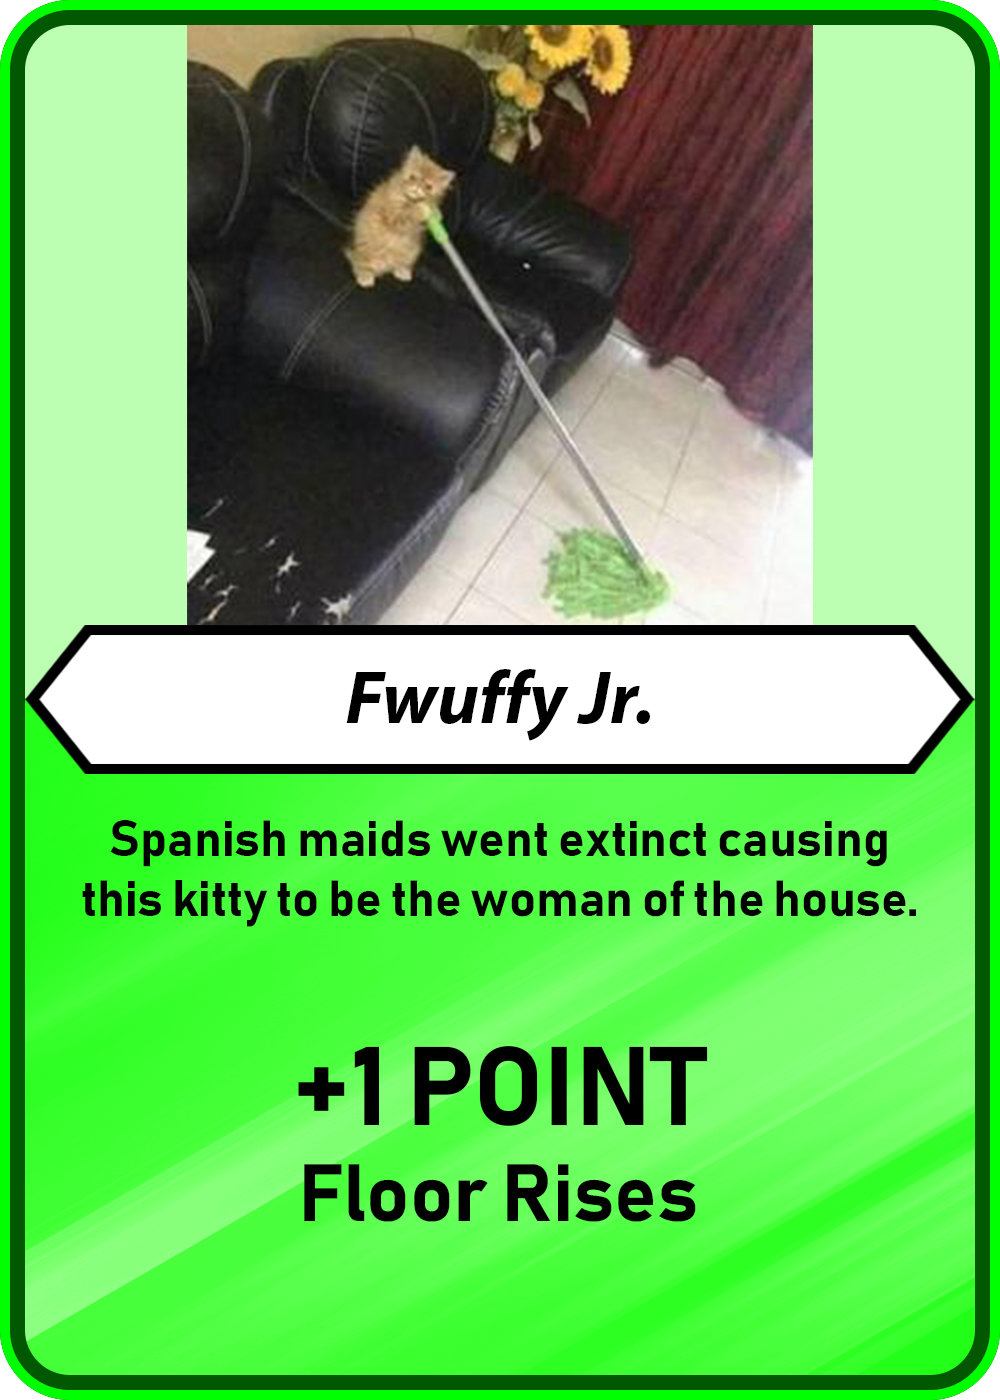 Fwuffy Jr.
Spanish maids went extinct causing
this kitty to be the woman of the house.
+1 POINT
Floor Rises